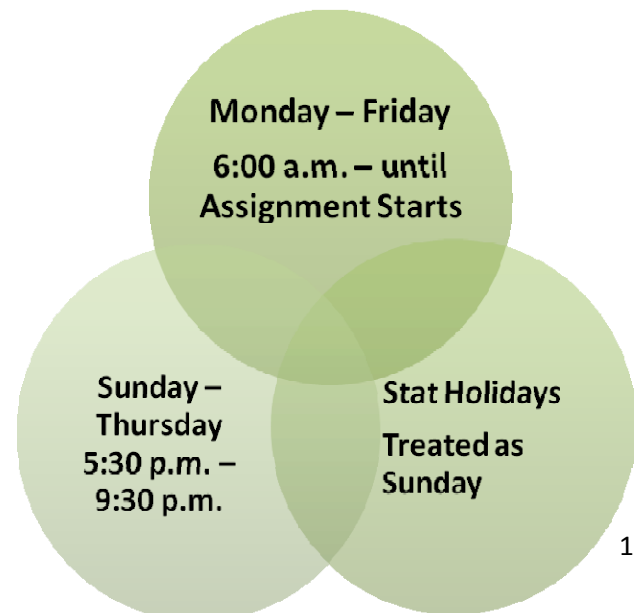 Monday – Friday
6:00 a.m. – until
Assignment Starts
Sunday –
Thursday
5:30 p.m. –
9:30 p.m.
Stat Holidays
Treated as
Sunday
1